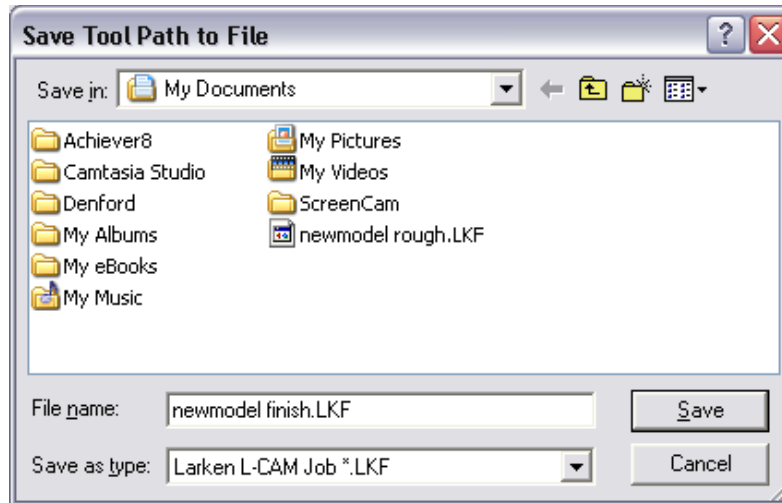 Save Tool Path to File
Save in: My Documents
Achiever8
Camtasia Studio
Denford
My Albums
My eBooks
My Music
My Pictures
My Videos
ScreenCam
newmodel rough.LKF
File name: newmodel finish.LKF Save
Save as type: Larken L-CAM Job *.LKF Cancel